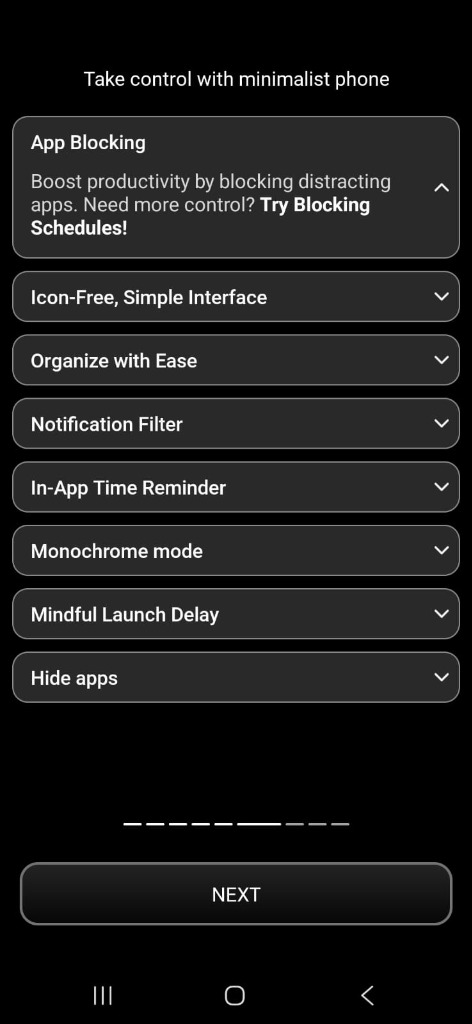 Take control with minimalist phone
App Blocking
Boost productivity by blocking distracting
apps. Need more control? Try Blocking
Schedules!
Icon-Free, Simple Interface
Organize with Ease
Notification Filter
In-App Time Reminder
Monochrome mode
Mindful Launch Delay
Hide apps
NEXT